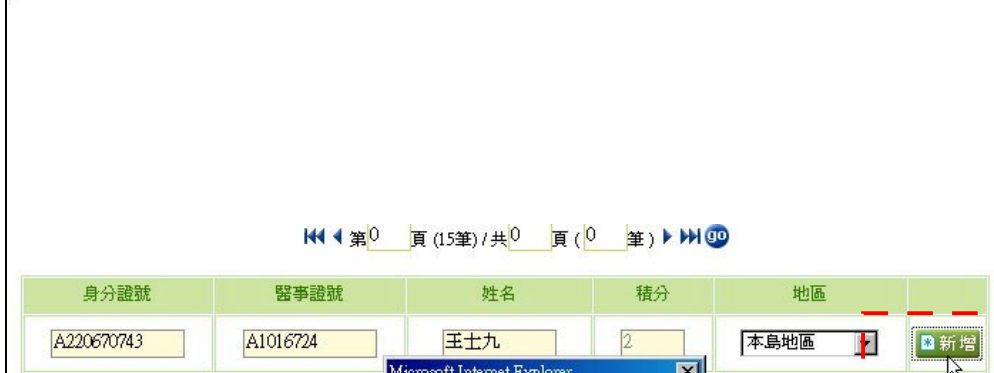 第0 頁 (15筆) / 共0 頁 ( 0 筆 ) go
身分證號 醫事證號 姓名 積分 地區
A220670743 A1016724 王士九 2 本島地區 新增
Microsoft Internet Explorer